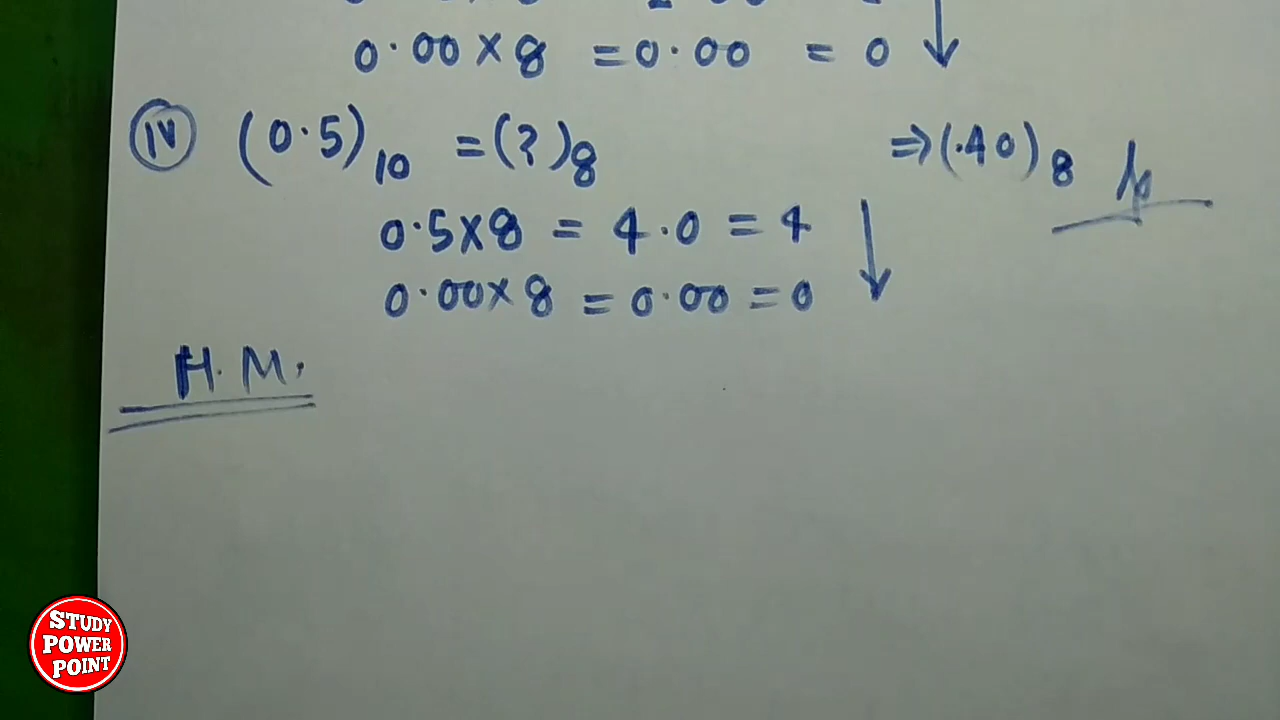 0.00 × 8 = 0.00 = 0
(IV) (0.5)10 = (?)8 ⇒ (.40)8
0.5 × 8 = 4.0 = 4
0.00 × 8 = 0.00 = 0
H.M.
STUDY
POWER
POINT